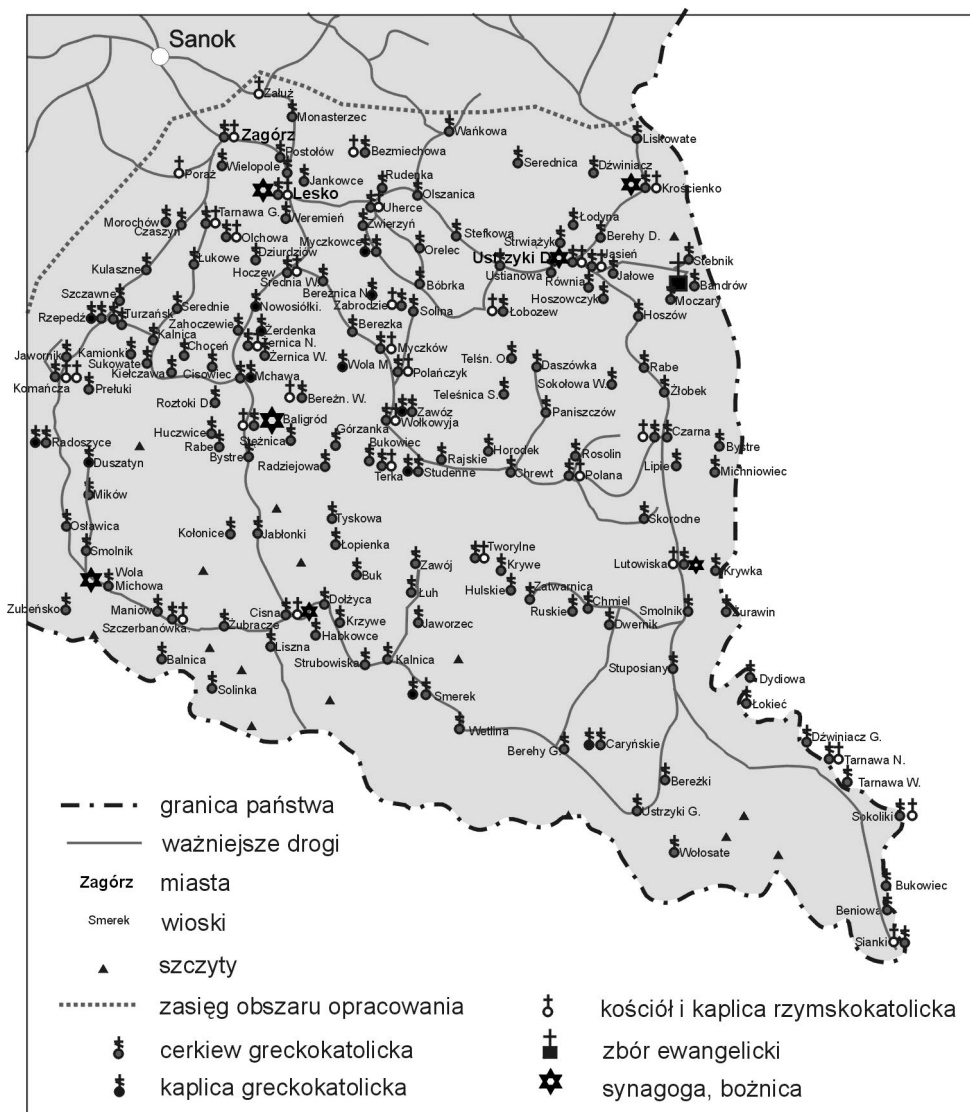 Sanok
Załuż
Monasterzec
Zagórz
Wańkowa
Liskowate
Postołów
Bezmiechowa
Serednica
Dźwiniacz
Poraż
Wielopole
Jankowce
Rudenka
Krościenko
Lesko
Olszanica
Uherce
Morochów
Tarnawa G.
Weremień
Zwierzyń
Łodyna
Czaszyn
Olchowa
Stefkowa
Strwiążyk
Berehy D.
Myczkowce
Orelec
Dziurdziów
Ustrzyki D.
Jasień
Stebnik
Kulaszne
Łukowe
Hoczew
Średnia W.
Ustianowa
Równia
Jałowe
Bandrów
Bóbrka
Szczawne
Bereźnica N.
Hoszowczyk
Moczary
Serednie
Nowosiółki.
Zabrodzie
Solina
Łobozew
Hoszów
Rzepedź
Turzańsk
Zahoczewie
Żerdenka
Bereżka
Kalnica
Żernica N.
Myczków
Jawornik
Kamionki
Choceń
Żernica W.
Telśn. O.
Daszówka
Rabe
Sukowate
Wola M.
Polańczyk
Komańcza
Kiełczawa
Cisowiec
Mchawa
Sokołowa W.
Prełuki
Bereżn. W.
Teleśnica S.
Żłobek
Roztoki D.
Zawóz
Paniszczów
Baligród
Wołkowyja
Huczwice
Stężnica
Górzanka
Bukowiec
Czarna
Radoszyce
Rabe
Horodek
Bystre
Bystre
Rajskie
Rosolin
Duszatyn
Radziejowa
Terka
Studenne
Chrewt
Polana
Lipie
Michniowiec
Mików
Osławica
Kołonice
Jabłonki
Tyskowa
Skorodne
Smolnik
Łopienka
Tworylne
Zawój
Krywe
Lutowiska
Krywka
Wola
Michowa
Buk
Łuh
Hulskie
Zatwarnica
Zubeńsko
Maniów
Cisna
Dołżyca
Ruskie
Chmiel
Smolnik
Żurawin
Szczerbanówka.
Żubracze
Krzywe
Jaworzec
Dwernik
Habkowce
Liszna
Balnica
Strubowiska
Kalnica
Stuposiany
Solinka
Smerek
Dydiowa
Łokieć
Wetlina
Berehy G.
Caryńskie
Dźwiniacz G.
Tarnawa N.
Bereżki
Tarnawa W.
Ustrzyki G.
Sokoliki
Wołosate
Bukowiec
Beniowa
Sianki
granica państwa
ważniejsze drogi
Zagórz miasta
Smerek wioski
szczyty
zasięg obszaru opracowania
cerkiew greckokatolicka
kaplica greckokatolicka
kościół i kaplica rzymskokatolicka
zbór ewangelicki
synagoga, bożnica